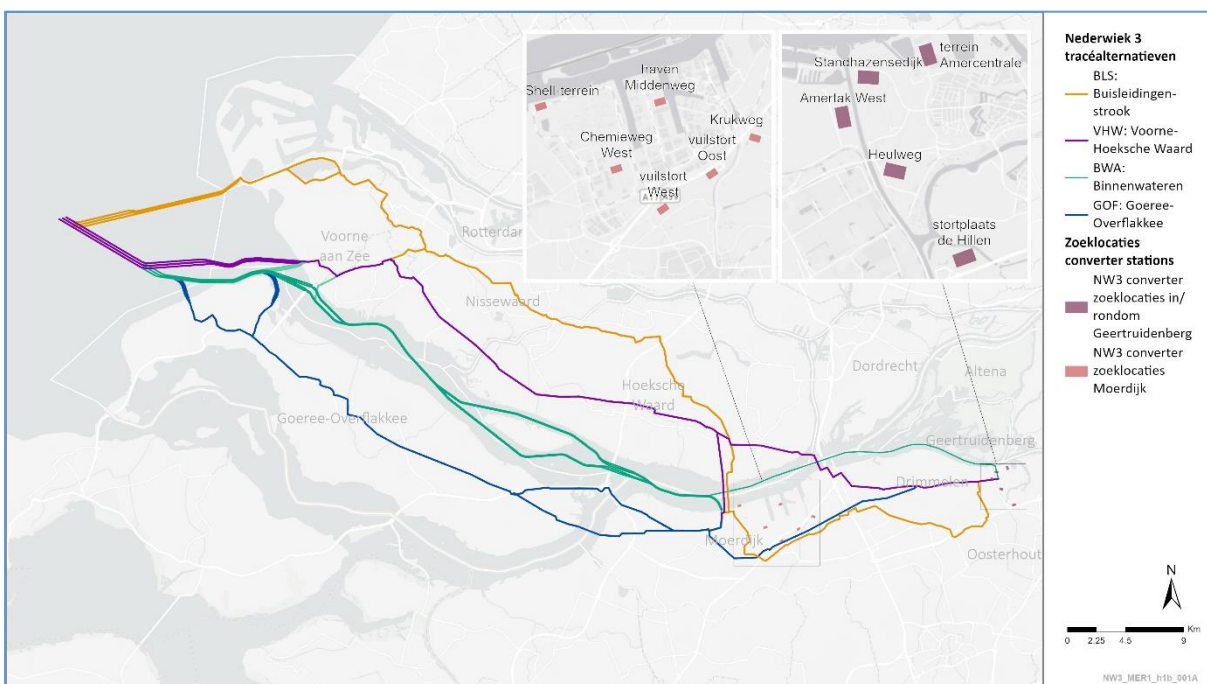 Shell-terrein
haven
Middenweg
Krukweg
Chemieweg
West
vuilstort
Oost
vuilstort
West
terrein
Amercentrale
Standhazensedijk
Amertak West
Heulweg
stortplaats
de Hillen
Voorne
aan Zee
Rotterdam
Nissewaard
Hoeksche
Waard
Dordrecht
Altena
Goeree-Overflakkee
Geertruidenberg
Drimmelen
Moerdijk
Oosterhout
Nederwiek 3
tracéalternatieven
BLS:
Buisleidingen-
strook
VHW: Voorne-
Hoeksche Waard
BWA:
Binnenwateren
GOF: Goeree-
Overflakkee
Zoeklocaties
converter stations
NW3 converter
zoeklocaties in/
rondom
Geertruidenberg
NW3 converter
zoeklocaties
Moerdijk
N
Km
0 2.25 4.5 9
NW3_MER1_h1b_001A